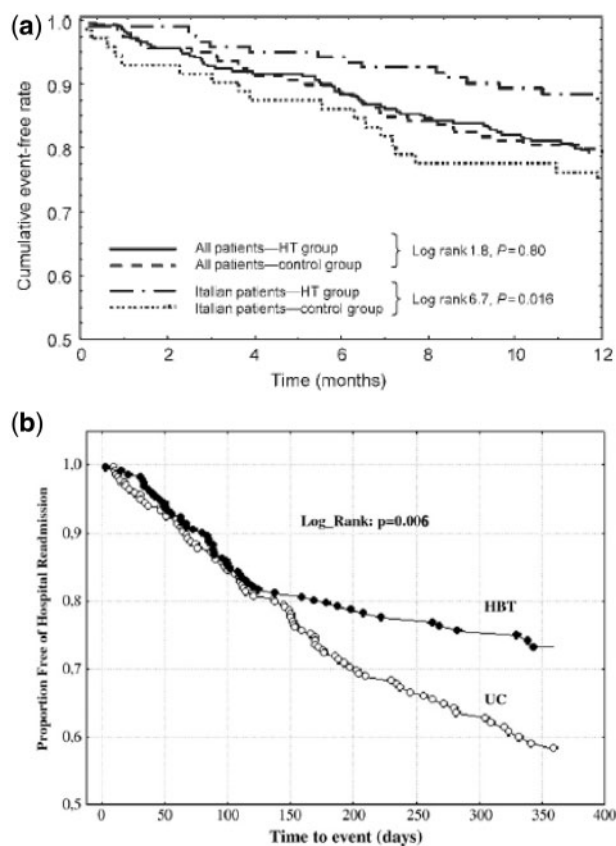 (a)
1.0
0.9
0.8
0.7
0.6
0.5
Cumulative event-free rate
All patients—HT group
All patients—control group
Log rank 1.8, P=0.80
Italian patients—HT group
Italian patients—control group
Log rank 6.7, P=0.016
0 2 4 6 8 10 12
Time (months)
(b)
1,0
0,9
0,8
0,7
0,6
0,5
Proportion Free of Hospital Readmission
Log_Rank: p=0.006
HBT
UC
0 50 100 150 200 250 300 350 400
Time to event (days)